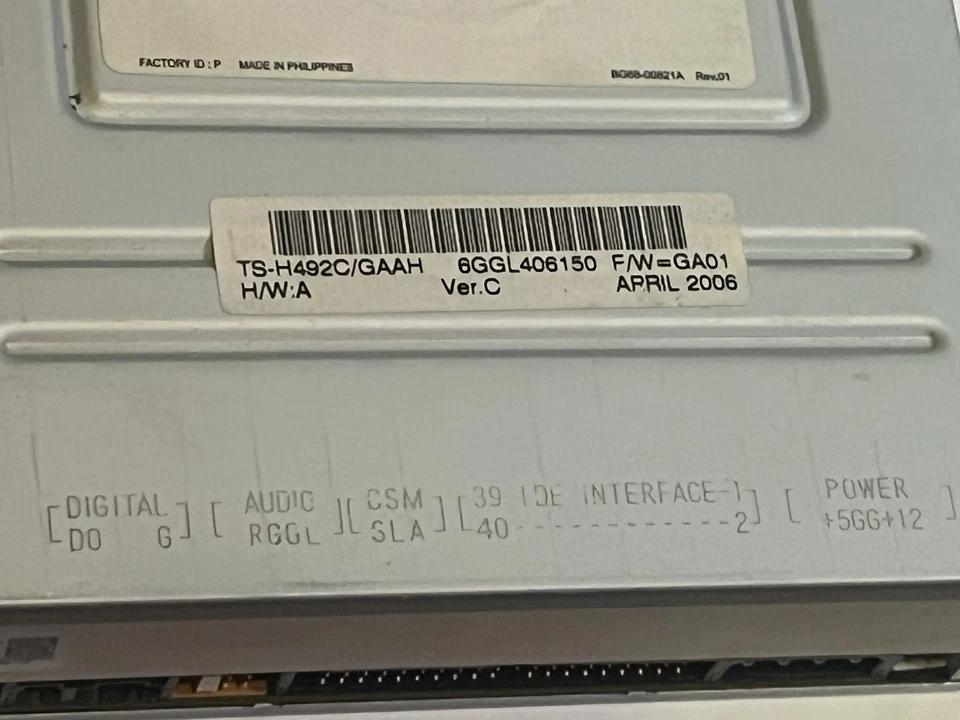 FACTORY ID : P MADE IN PHILIPPINES
BG68-00821A Rev.01
TS-H492C/GAAH 6GGL406150 F/W=GA01
H/W:A Ver.C APRIL 2006
[DIGITAL] [AUDIO][CSM][39 IDE INTERFACE-1] [POWER]
[DO G] [RGGL][SLA][40------------2] [+5GG+12]